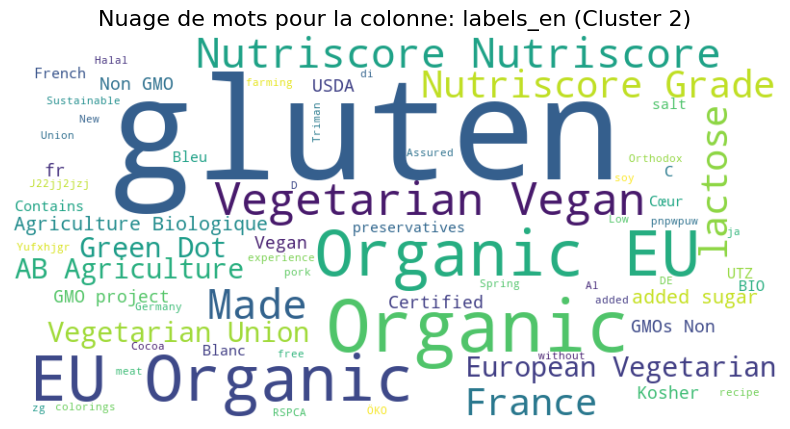 Nuage de mots pour la colonne: labels_en (Cluster 2)
Nutriscore Nutriscore
Halal
French
Non GMO
farming
di
USDA
Nutriscore Grade
Sustainable
New
Union
gluten
Triman
salt
lactose
Bleu
Assured
Orthodox
fr
J22jj2jzj
D
soy
C
Contains
Vegetarian Vegan
Cœur
Agriculture Biologique
preservatives
Low
pnpwpuw
ja
Yufxhjgr
Green Dot
Vegan
Organic EU
experience
AB Agriculture
pork
Spring
Al
DE
UTZ
BIO
GMO project
Germany
Made
Certified
added
added sugar
Organic
Vegetarian Union
GMOs Non
Cocoa
Blanc
free
without
EU Organic
meat
European Vegetarian
Kosher
recipe
zg
colorings
RSPCA
ÖKO
France